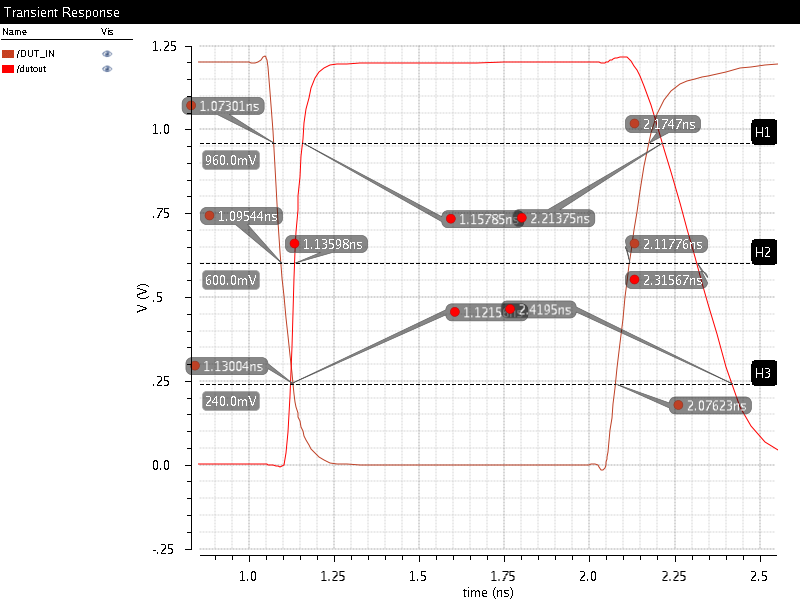 Transient Response
Name Vis
/DUT_IN
/dutout
1.25
1.0
.75
.5
.25
0.0
-.25
V (V)
1.07301ns
2.1747ns
H1
960.0mV
1.09544ns
1.15785ns
2.21375ns
1.13598ns
2.11776ns
H2
600.0mV
2.31567ns
2.4195ns
1.13004ns
H3
240.0mV
2.07623ns
1.0 1.25 1.5 1.75 2.0 2.25 2.5
time (ns)